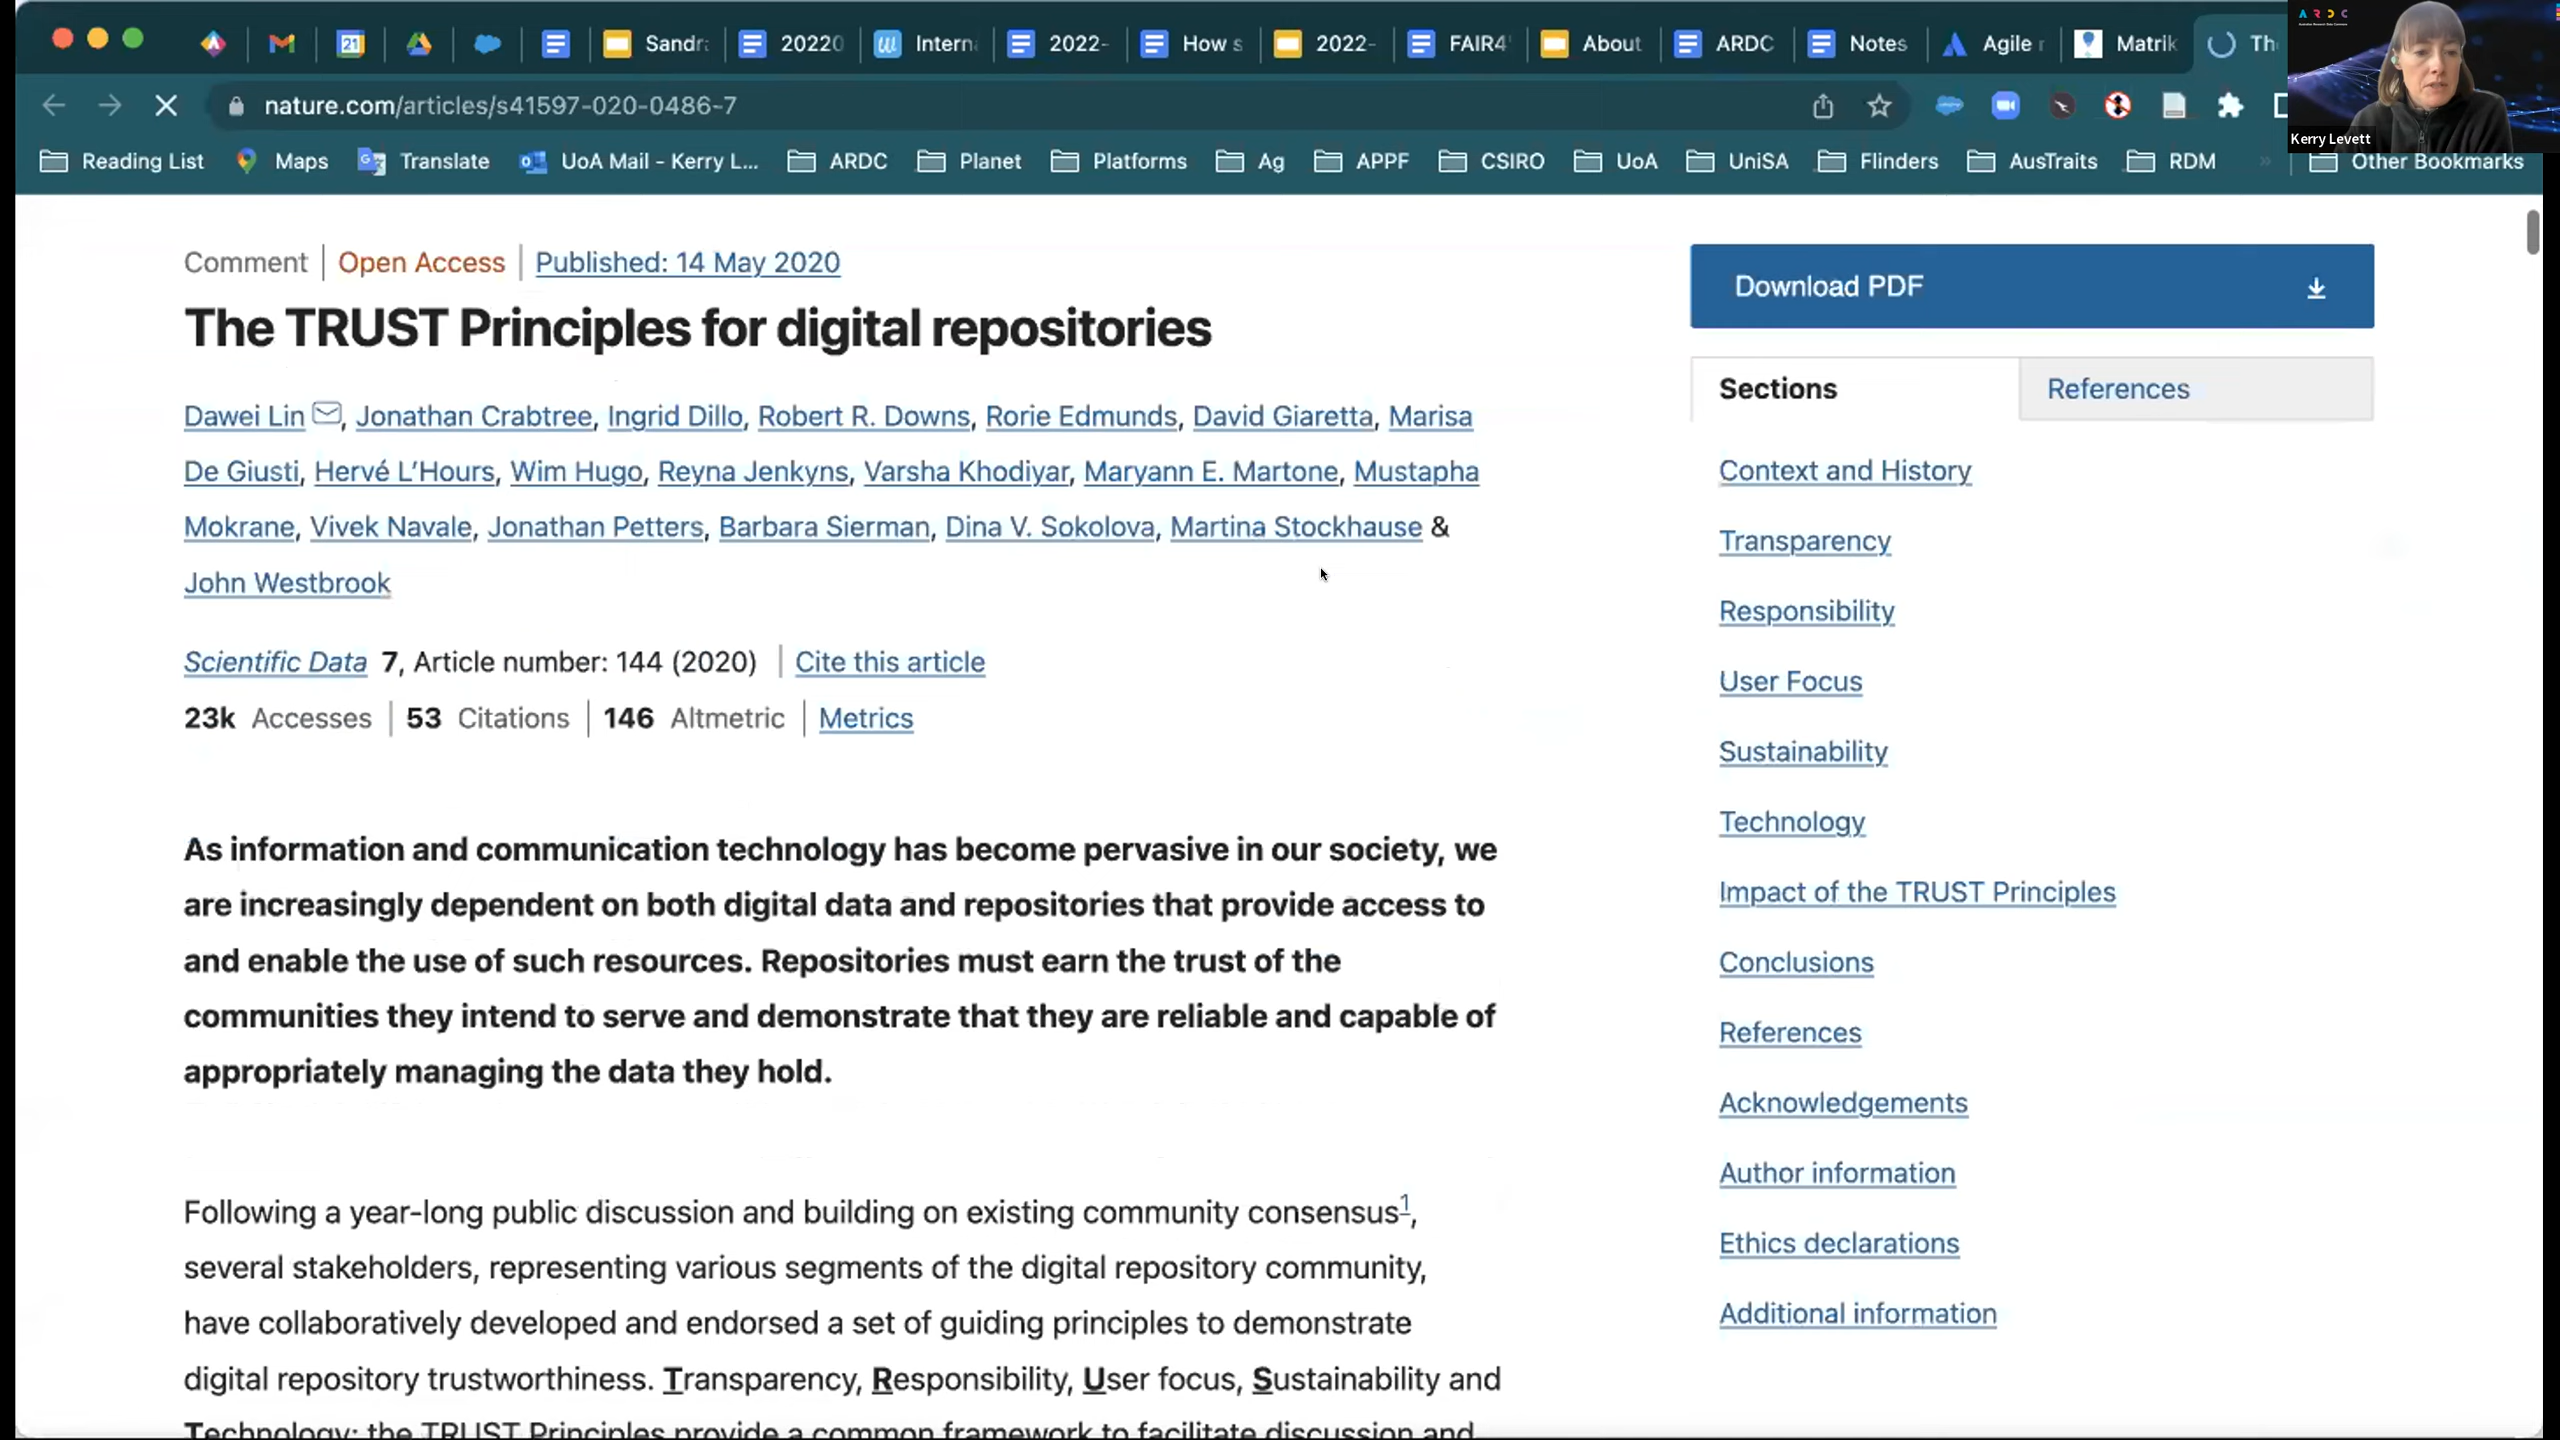 Sandr
20220
Intern
2022-
How s
2022-
FAIR4
About
ARDC
Notes
Agile r
Matrik
Th
A R D C
nature.com/articles/s41597-020-0486-7
Kerry Levett
Reading List Maps Translate UoA Mail - Kerry L... ARDC Planet Platforms Ag APPF CSIRO UoA UniSA Flinders AusTraits RDM » Other Bookmarks
Comment | Open Access | Published: 14 May 2020
The TRUST Principles for digital repositories
Dawei Lin, Jonathan Crabtree, Ingrid Dillo, Robert R. Downs, Rorie Edmunds, David Giaretta, Marisa
De Giusti, Hervé L’Hours, Wim Hugo, Reyna Jenkyns, Varsha Khodiyar, Maryann E. Martone, Mustapha
Mokrane, Vivek Navale, Jonathan Petters, Barbara Sierman, Dina V. Sokolova, Martina Stockhause &
John Westbrook
Scientific Data 7, Article number: 144 (2020) | Cite this article
23k Accesses | 53 Citations | 146 Altmetric | Metrics
As information and communication technology has become pervasive in our society, we
are increasingly dependent on both digital data and repositories that provide access to
and enable the use of such resources. Repositories must earn the trust of the
communities they intend to serve and demonstrate that they are reliable and capable of
appropriately managing the data they hold.
Following a year-long public discussion and building on existing community consensus1,
several stakeholders, representing various segments of the digital repository community,
have collaboratively developed and endorsed a set of guiding principles to demonstrate
digital repository trustworthiness. Transparency, Responsibility, User focus, Sustainability and
Technology: the TRUST Principles provide a common framework to facilitate discussion and
Download PDF
Sections
References
Context and History
Transparency
Responsibility
User Focus
Sustainability
Technology
Impact of the TRUST Principles
Conclusions
References
Acknowledgements
Author information
Ethics declarations
Additional information